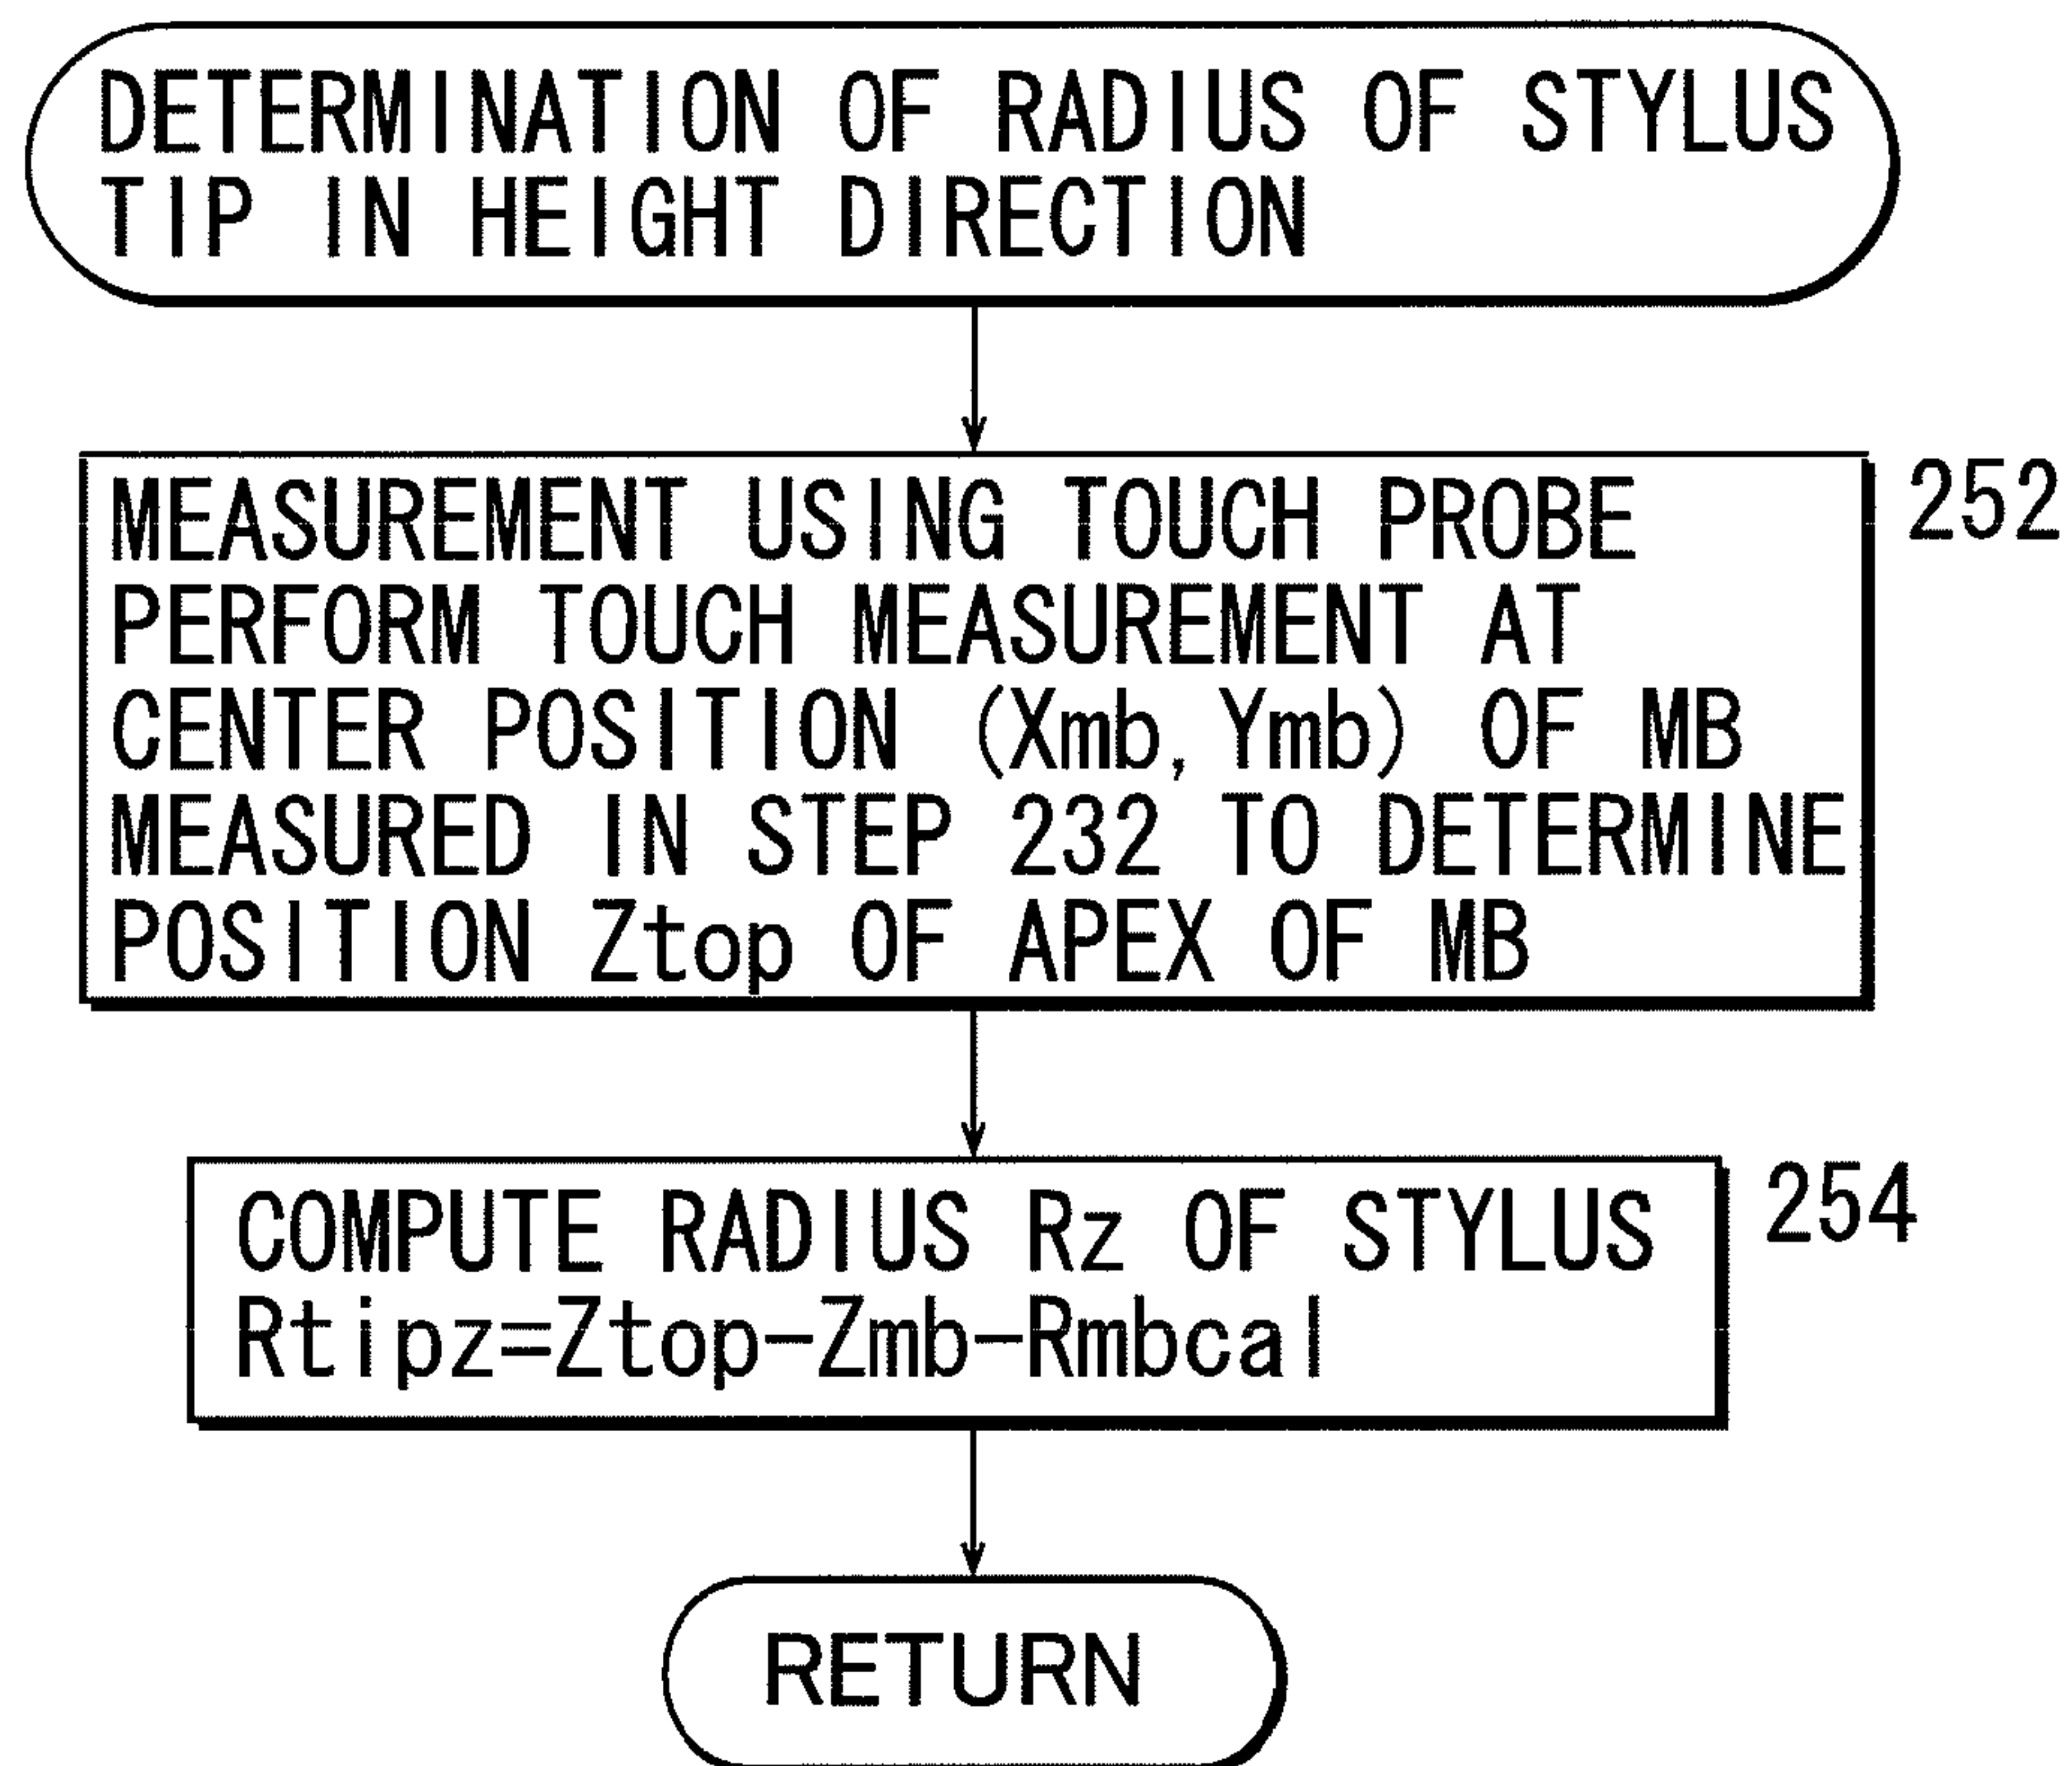 DETERMINATION OF RADIUS OF STYLUS
TIP IN HEIGHT DIRECTION
MEASUREMENT USING TOUCH PROBE
PERFORM TOUCH MEASUREMENT AT
CENTER POSITION (Xmb, Ymb) OF MB
MEASURED IN STEP 232 TO DETERMINE
POSITION Ztop OF APEX OF MB
252
COMPUTE RADIUS Rz OF STYLUS
Rtipz=Ztop-Zmb-Rmbcal
254
RETURN